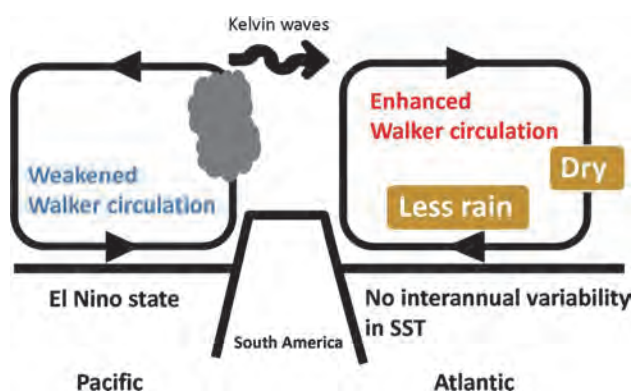 Kelvin waves
Enhanced
Walker circulation
Weakened
Walker circulation
Dry
Less rain
El Nino state
No interannual variability
in SST
South America
Pacific
Atlantic